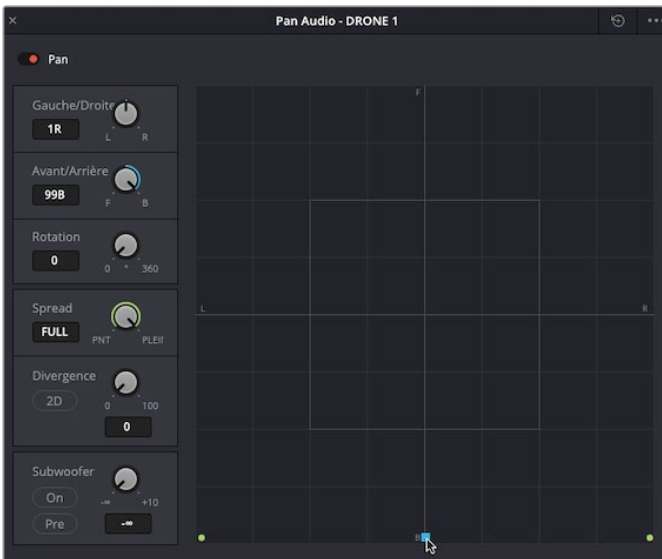 Pan Audio - DRONE 1
Pan
Gauche/Droite
1R
L R
Avant/Arrière
99B
F B
Rotation
0
0 ° 360
Spread
FULL
PNT PLEIN
Divergence
2D
0 100
0
Subwoofer
On
-∞ +10
Pre
-∞
F
L R
B